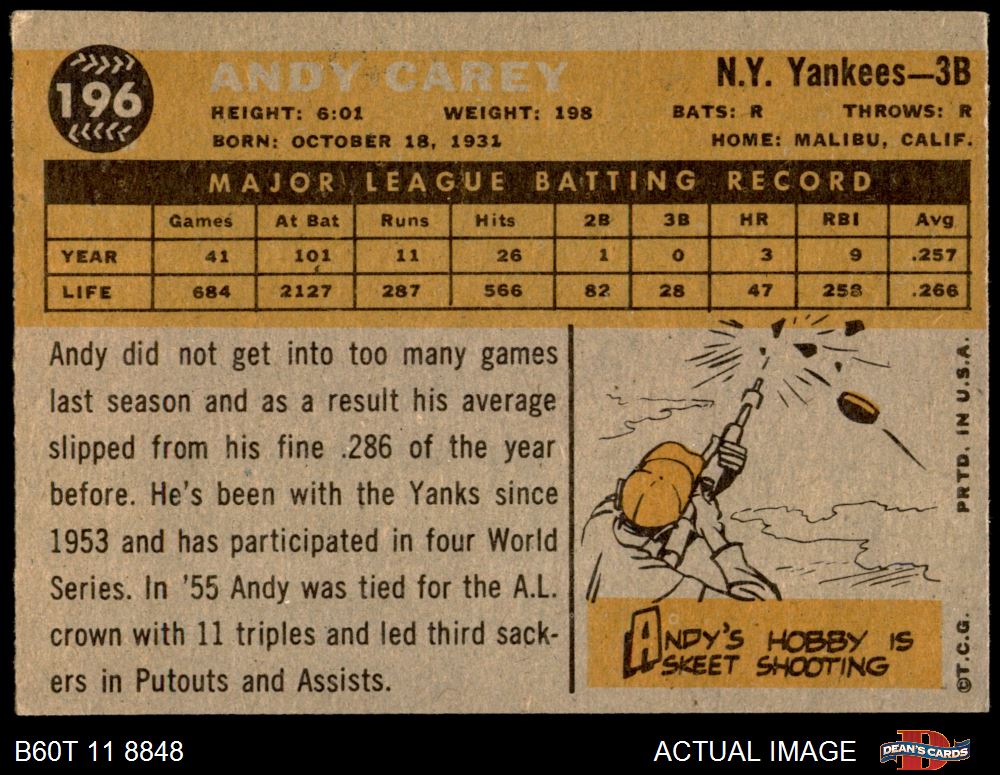 196
ANDY CAREY
N.Y. Yankees—3B
HEIGHT: 6:01 WEIGHT: 198 BATS: R THROWS: R
BORN: OCTOBER 18, 1931 HOME: MALIBU, CALIF.
MAJOR LEAGUE BATTING RECORD
Games At Bat Runs Hits 2B 3B HR RBI Avg
YEAR 41 101 11 26 1 0 3 9 .257
LIFE 684 2127 287 566 82 28 47 258 .266
Andy did not get into too many games
last season and as a result his average
slipped from his fine .286 of the year
before. He's been with the Yanks since
1953 and has participated in four World
Series. In '55 Andy was tied for the A.L.
crown with 11 triples and led third sack-
ers in Putouts and Assists.
ANDY'S HOBBY IS
SKEET SHOOTING
©T.C.G. PRTD. IN U.S.A.
B60T 11 8848
ACTUAL IMAGE
DEAN'S CARDS